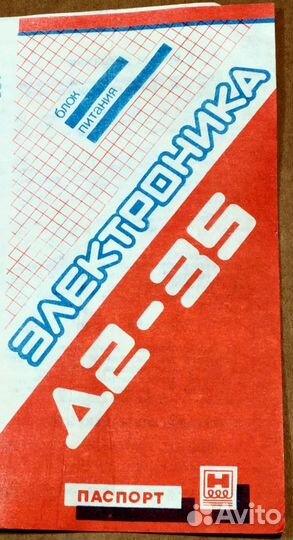 блок
питания
ЭЛЕКТРОНИКА
Д2-35
ПАСПОРТ
Avito